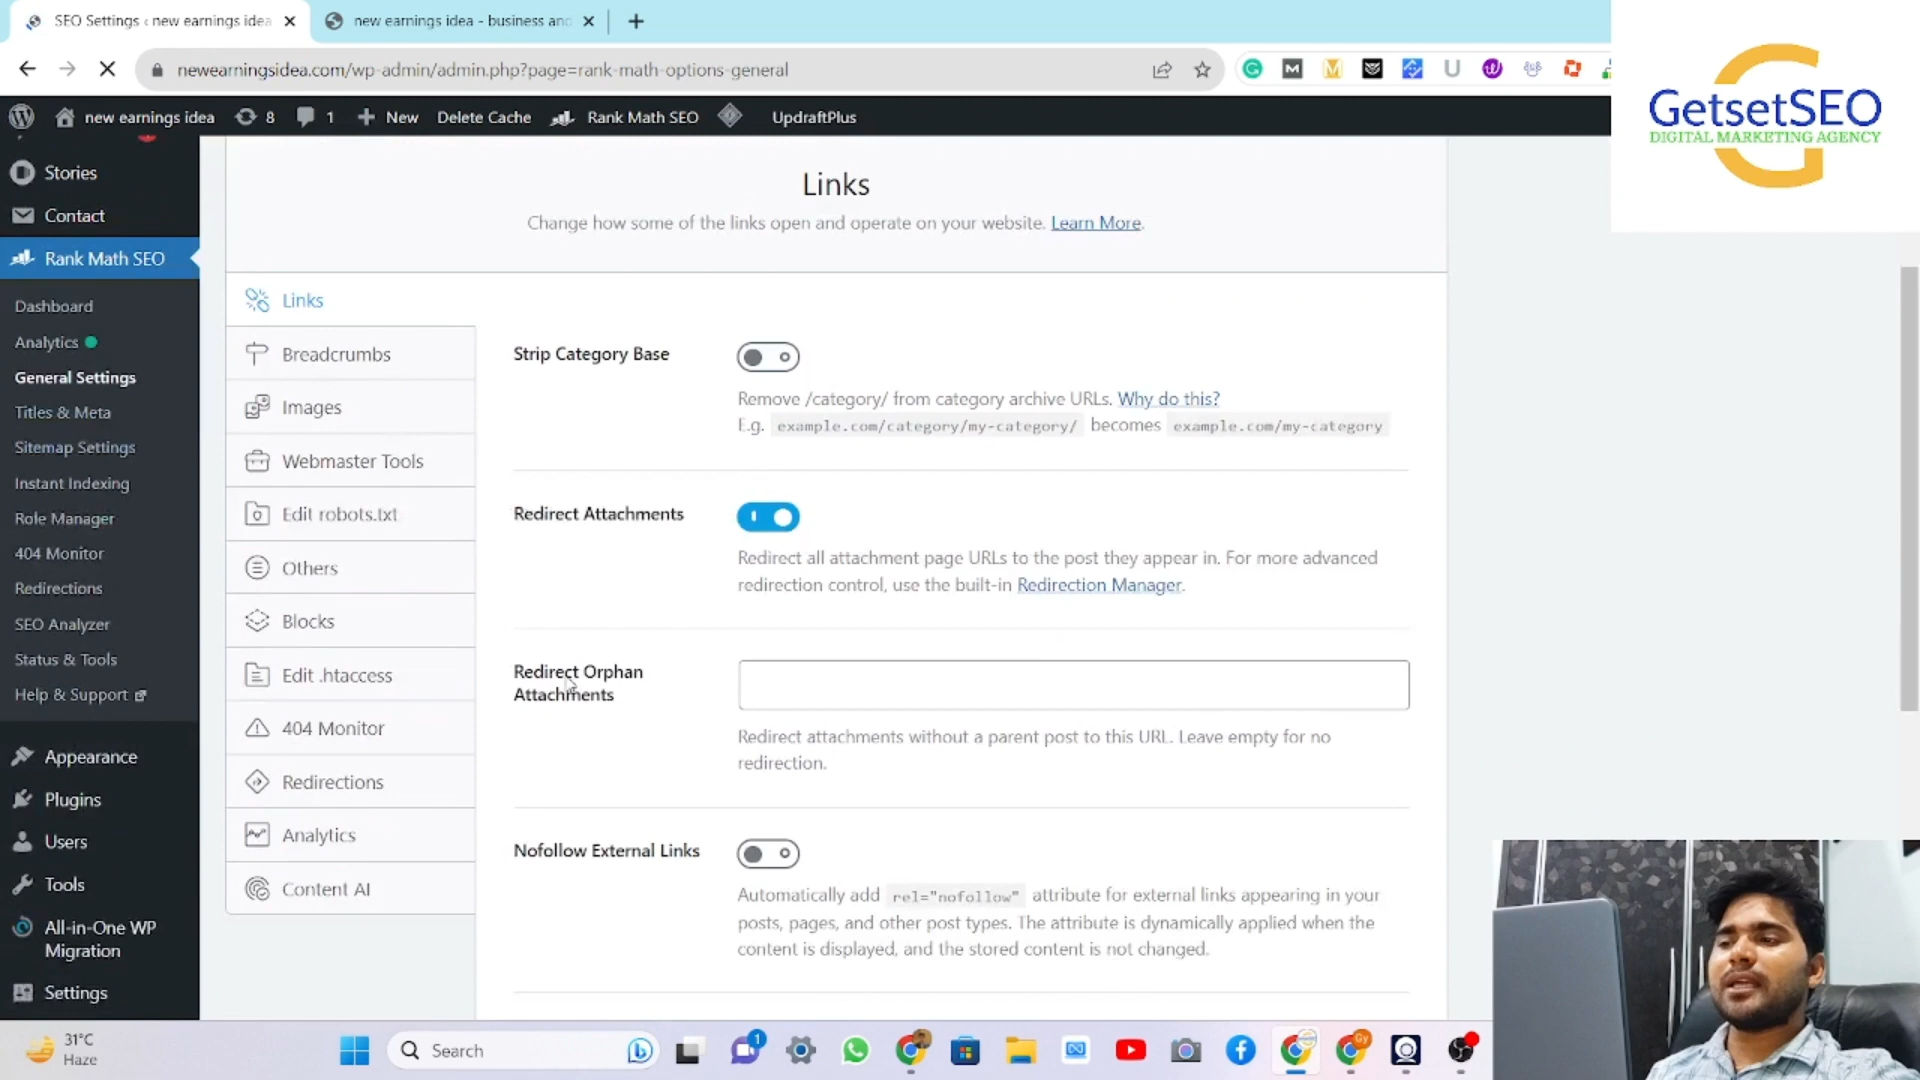 SEO Settings ‹ new earnings idea
new earnings idea - business and
newearningsidea.com/wp-admin/admin.php?page=rank-math-options-general
new earnings idea 8 1 New Delete Cache Rank Math SEO UpdraftPlus
GetsetSEO
DIGITAL MARKETING AGENCY
Stories
Contact
Rank Math SEO
Dashboard
Analytics
General Settings
Titles & Meta
Sitemap Settings
Instant Indexing
Role Manager
404 Monitor
Redirections
SEO Analyzer
Status & Tools
Help & Support
Appearance
Plugins
Users
Tools
All-in-One WP
Migration
Settings
Links
Change how some of the links open and operate on your website. Learn More.
Links
Breadcrumbs
Images
Webmaster Tools
Edit robots.txt
Others
Blocks
Edit .htaccess
404 Monitor
Redirections
Analytics
Content AI
Strip Category Base
Remove /category/ from category archive URLs. Why do this?
E.g. example.com/category/my-category/ becomes example.com/my-category
Redirect Attachments
Redirect all attachment page URLs to the post they appear in. For more advanced
redirection control, use the built-in Redirection Manager.
Redirect Orphan
Attachments
Redirect attachments without a parent post to this URL. Leave empty for no
redirection.
Nofollow External Links
Automatically add rel="nofollow" attribute for external links appearing in your
posts, pages, and other post types. The attribute is dynamically applied when the
content is displayed, and the stored content is not changed.
31°C
Haze
Search
1
Gy